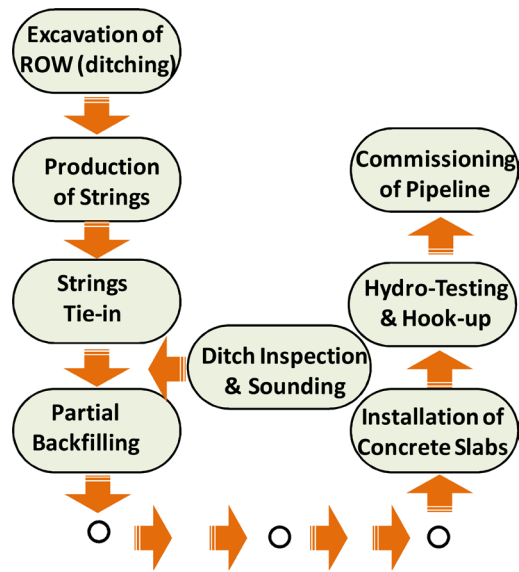 Excavation of
ROW (ditching)
Production
of Strings
Strings
Tie-in
Ditch Inspection
& Sounding
Partial
Backfilling
Installation of
Concrete Slabs
Hydro-Testing
& Hook-up
Commissioning
of Pipeline